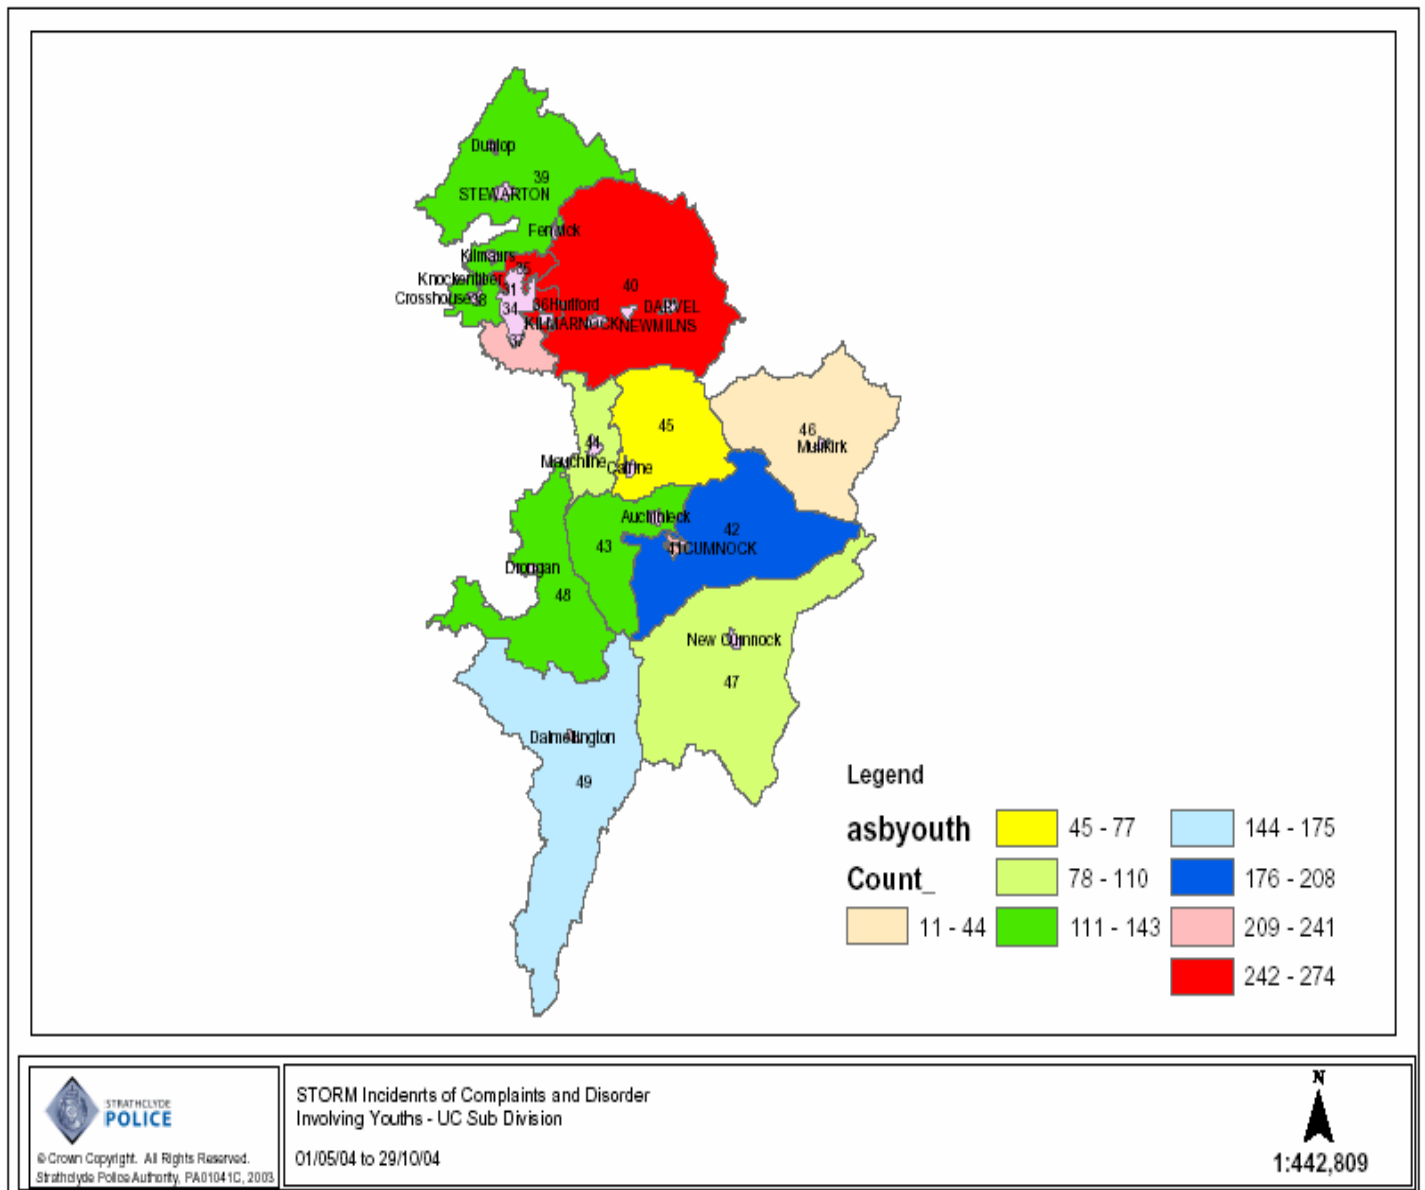 Dunlop
39
STEWARTON
Fenwick
Kilmaurs
35
Knockentiber
31
Crosshouse
38
34
36
Hurlford
40
DARVEL
KILMARNOCK
NEWMILNS
37
45
46
Muirkirk
44
Mauchline
Catrine
Auchinleck
42
43
41
CUMNOCK
Drongan
48
New Cumnock
47
Dalmellington
49
Legend
asbyouth
Count_
11 - 44
45 - 77
78 - 110
111 - 143
144 - 175
176 - 208
209 - 241
242 - 274
STRATHCLYDE
POLICE
© Crown Copyright. All Rights Reserved.
Strathclyde Police Authority, PA01041C, 2003
STORM Incidenrts of Complaints and Disorder
Involving Youths - UC Sub Division
01/05/04 to 29/10/04
N
1:442,809